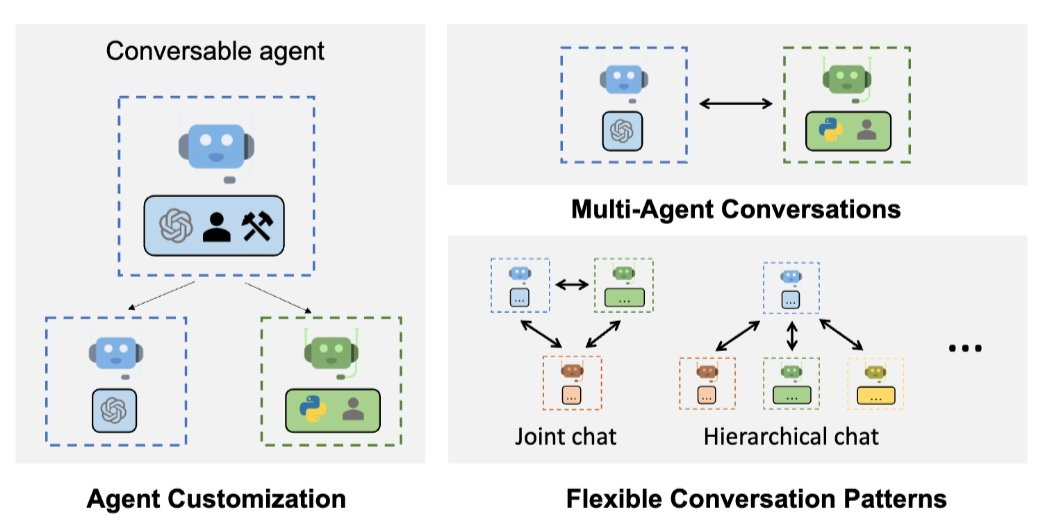 Conversable agent
Agent Customization
Multi-Agent Conversations
...
...
...
Joint chat
...
...
...
...
Hierarchical chat
...
Flexible Conversation Patterns